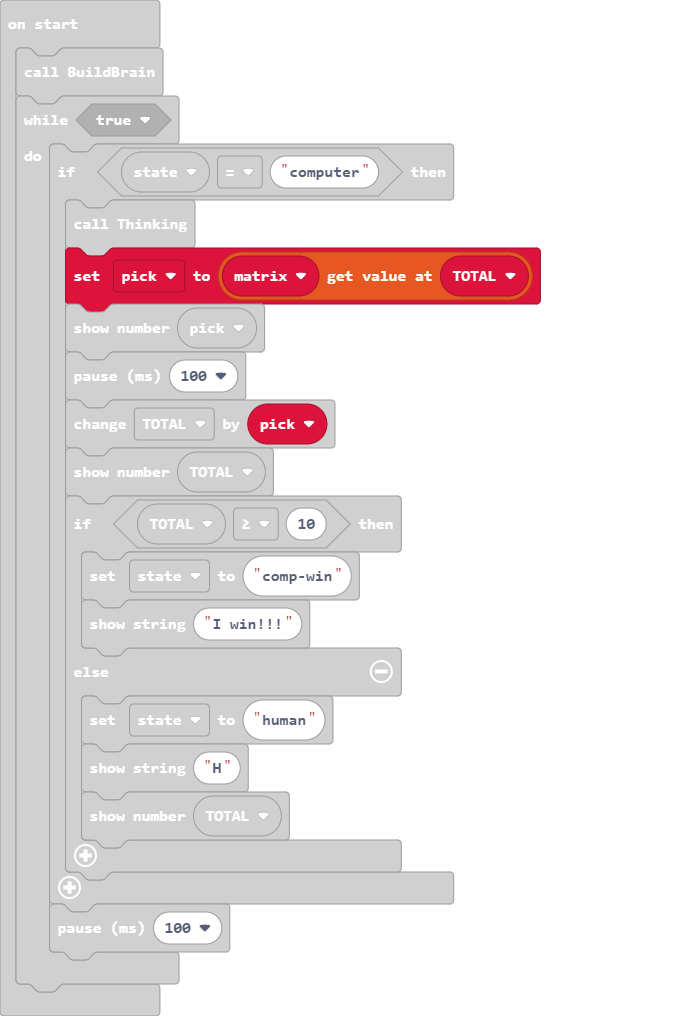 on start
call BuildBrain
while true
do
if state = "computer" then
call Thinking
set pick to matrix get value at TOTAL
show number pick
pause (ms) 100
change TOTAL by pick
show number TOTAL
if TOTAL ≥ 10 then
set state to "comp-win"
show string "I win!!!"
else
set state to "human"
show string "H"
show number TOTAL
pause (ms) 100